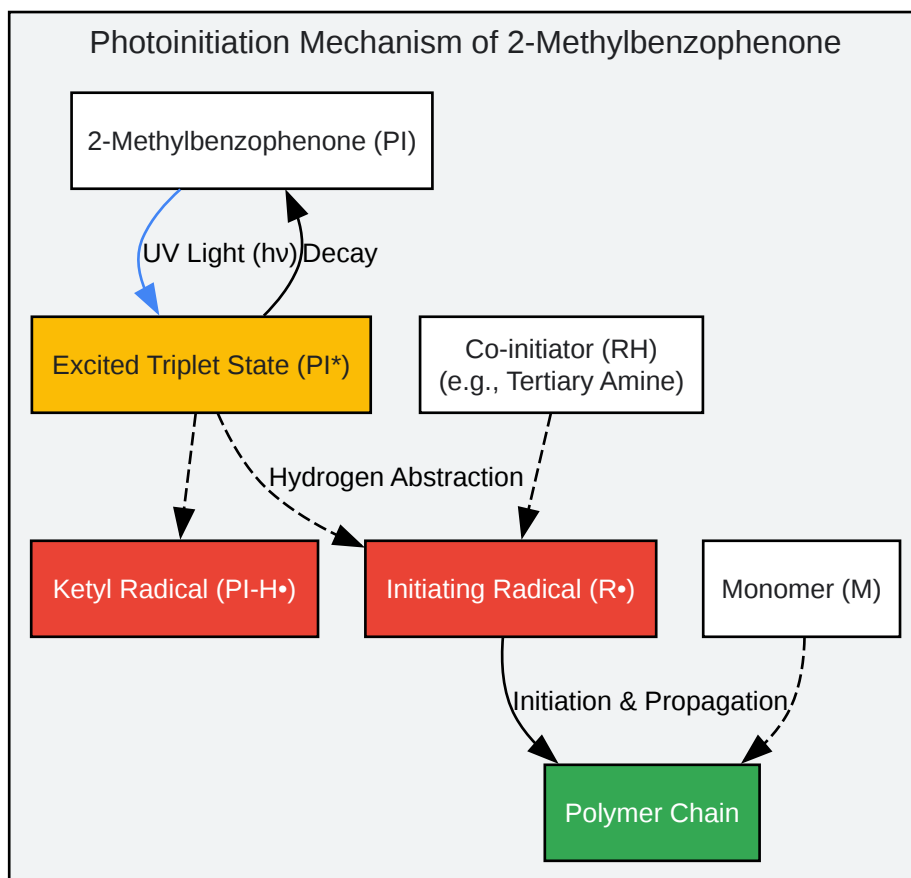 Photoinitiation Mechanism of 2-Methylbenzophenone
2-Methylbenzophenone (PI)
UV Light (hν)
Decay
Excited Triplet State (PI*)
Co-initiator (RH)
(e.g., Tertiary Amine)
Hydrogen Abstraction
Ketyl Radical (PI-H•)
Initiating Radical (R•)
Monomer (M)
Initiation & Propagation
Polymer Chain